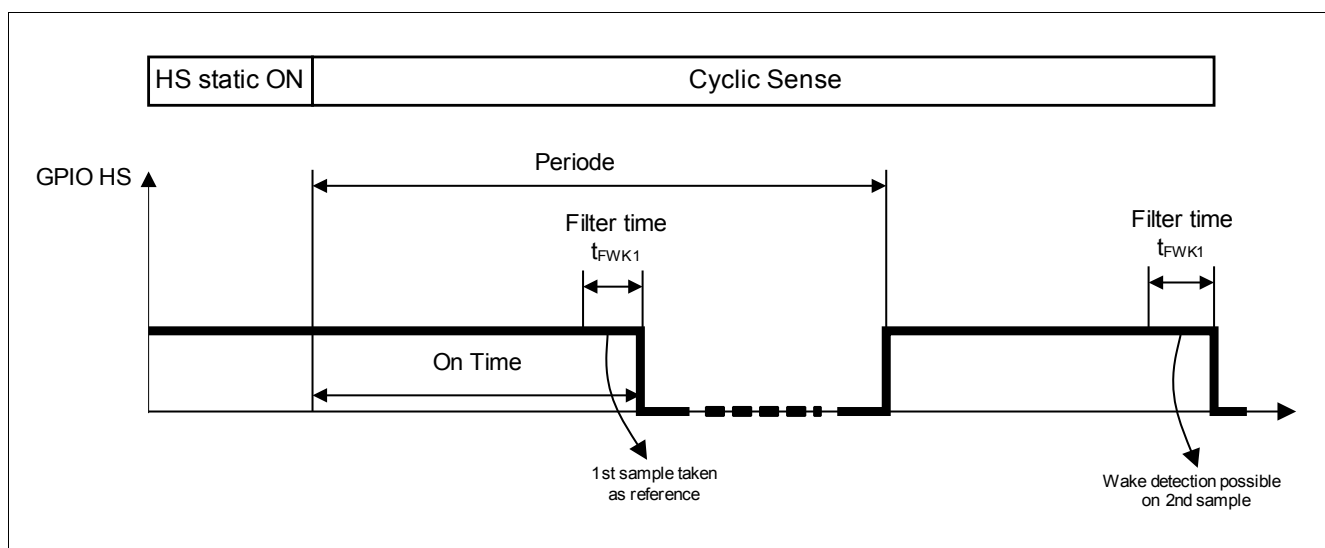 HS static ON
Cyclic Sense
GPIO HS
Periode
Filter time
tFWK1
Filter time
tFWK1
On Time
1st sample taken
as reference
Wake detection possible
on 2nd sample